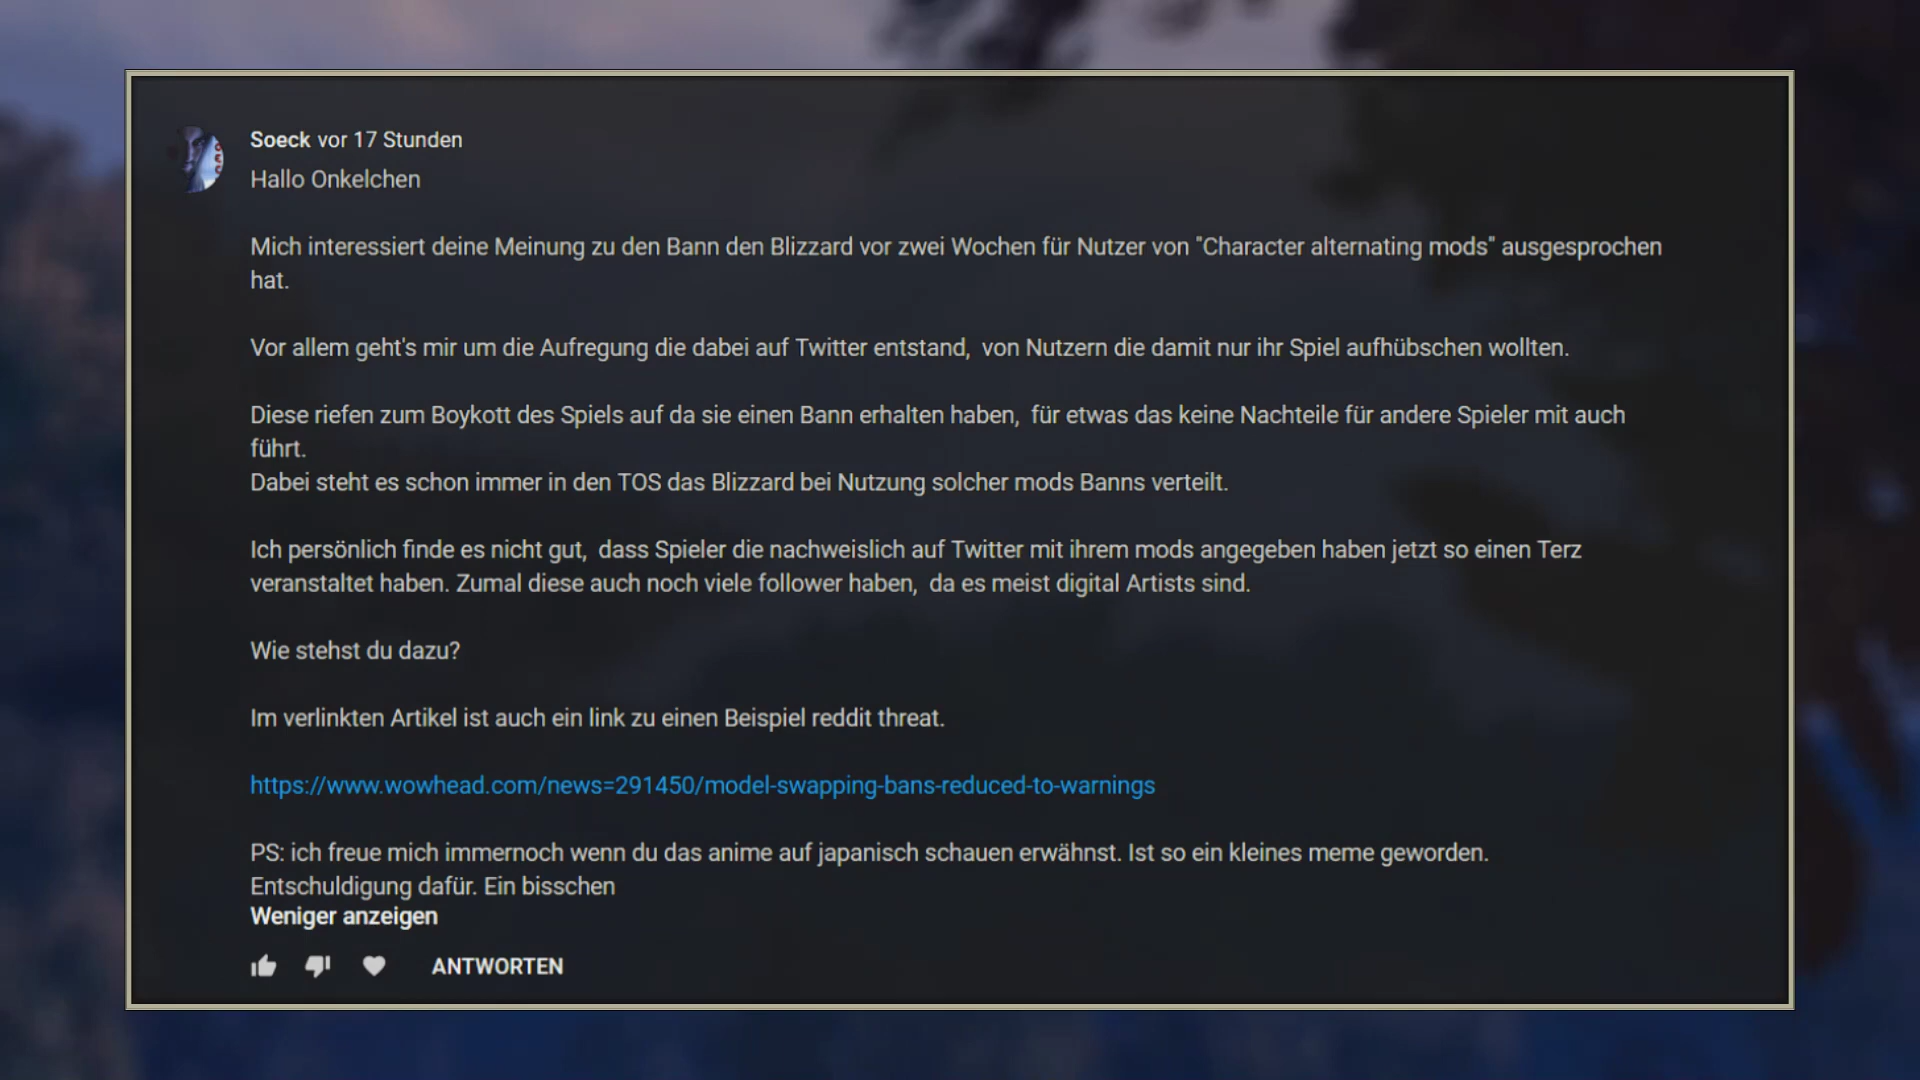 Soeck vor 17 Stunden
Hallo Onkelchen
Mich interessiert deine Meinung zu den Bann den Blizzard vor zwei Wochen für Nutzer von "Character alternating mods" ausgesprochen
hat.
Vor allem geht's mir um die Aufregung die dabei auf Twitter entstand, von Nutzern die damit nur ihr Spiel aufhübschen wollten.
Diese riefen zum Boykott des Spiels auf da sie einen Bann erhalten haben, für etwas das keine Nachteile für andere Spieler mit auch
führt.
Dabei steht es schon immer in den TOS das Blizzard bei Nutzung solcher mods Banns verteilt.
Ich persönlich finde es nicht gut, dass Spieler die nachweislich auf Twitter mit ihrem mods angegeben haben jetzt so einen Terz
veranstaltet haben. Zumal diese auch noch viele follower haben, da es meist digital Artists sind.
Wie stehst du dazu?
Im verlinkten Artikel ist auch ein link zu einen Beispiel reddit threat.
https://www.wowhead.com/news=291450/model-swapping-bans-reduced-to-warnings
PS: ich freue mich immernoch wenn du das anime auf japanisch schauen erwähnst. Ist so ein kleines meme geworden.
Entschuldigung dafür. Ein bisschen
Weniger anzeigen
ANTWORTEN